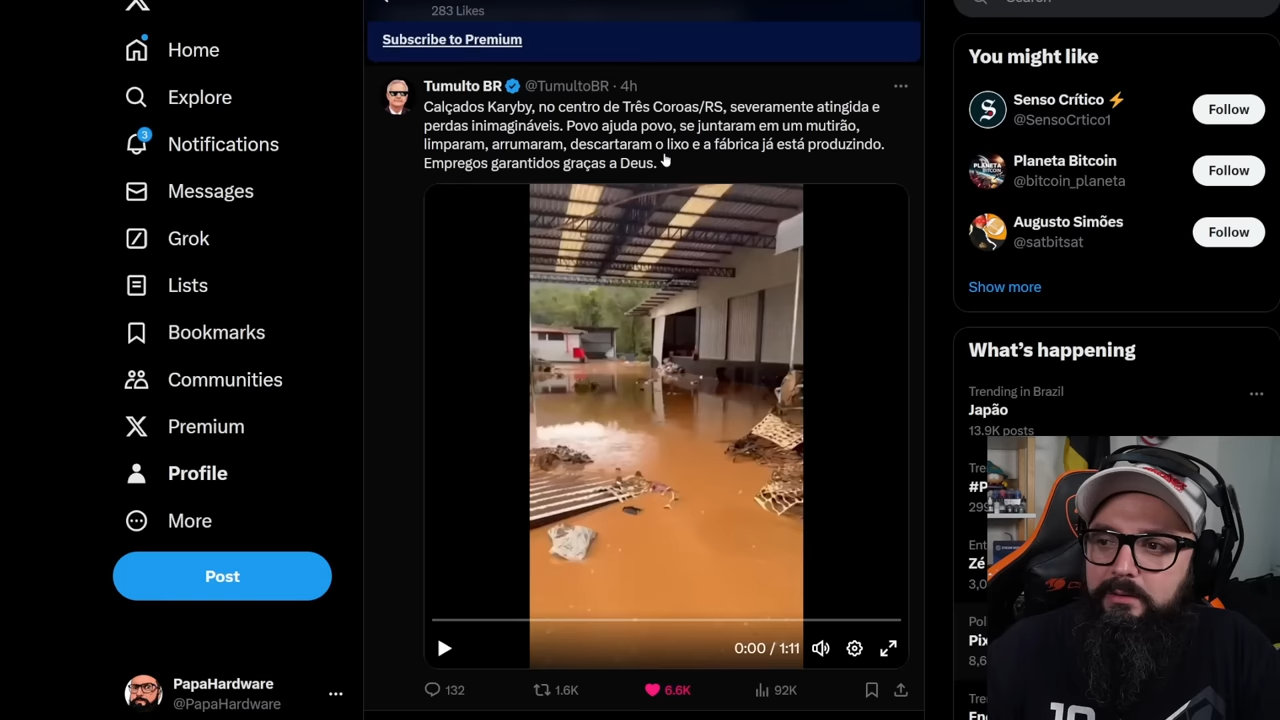 Home
Explore
3
Notifications
Messages
Grok
Lists
Bookmarks
Communities
Premium
Profile
More
Post
PapaHardware
@PapaHardware
283 Likes
Subscribe to Premium
Tumulto BR @TumultoBR · 4h
Calçados Karyby, no centro de Três Coroas/RS, severamente atingida e
perdas inimagináveis. Povo ajuda povo, se juntaram em um mutirão,
limparam, arrumaram, descartaram o lixo e a fábrica já está produzindo.
Empregos garantidos graças a Deus.
0:00 / 1:11
132 1.6K 6.6K 92K
You might like
Senso Crítico ⚡
@SensoCrtico1
Follow
Planeta Bitcoin
@bitcoin_planeta
Follow
Augusto Simões
@satbitsat
Follow
Show more
What's happening
Trending in Brazil
Japão
13.9K posts